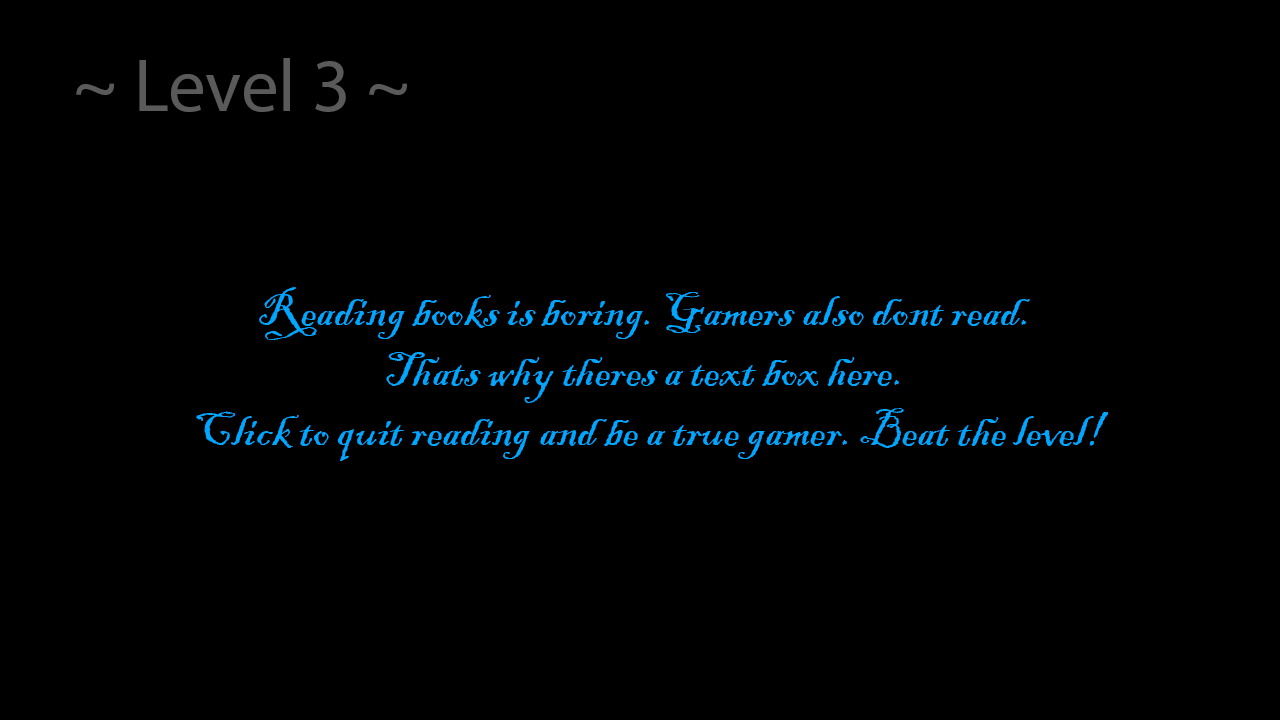 ~ Level 3 ~
Reading books is boring. Gamers also dont read.
Thats why theres a text box here.
Click to quit reading and be a true gamer. Beat the level!